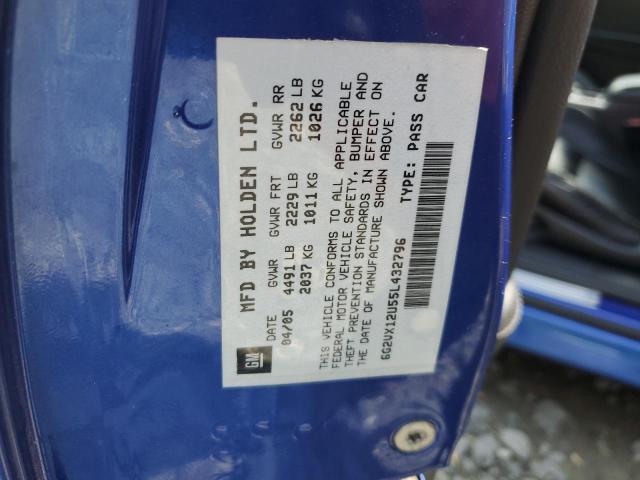 GM
MFD BY HOLDEN LTD.
DATE GVWR GVWR FRT GVWR RR
04/05 4491 LB 2229 LB 2262 LB
2037 KG 1011 KG 1026 KG
THIS VEHICLE CONFORMS TO ALL APPLICABLE
FEDERAL MOTOR VEHICLE SAFETY, BUMPER AND
THEFT PREVENTION STANDARDS IN EFFECT ON
THE DATE OF MANUFACTURE SHOWN ABOVE.
6G2VX12U55L432796 TYPE: PASS CAR